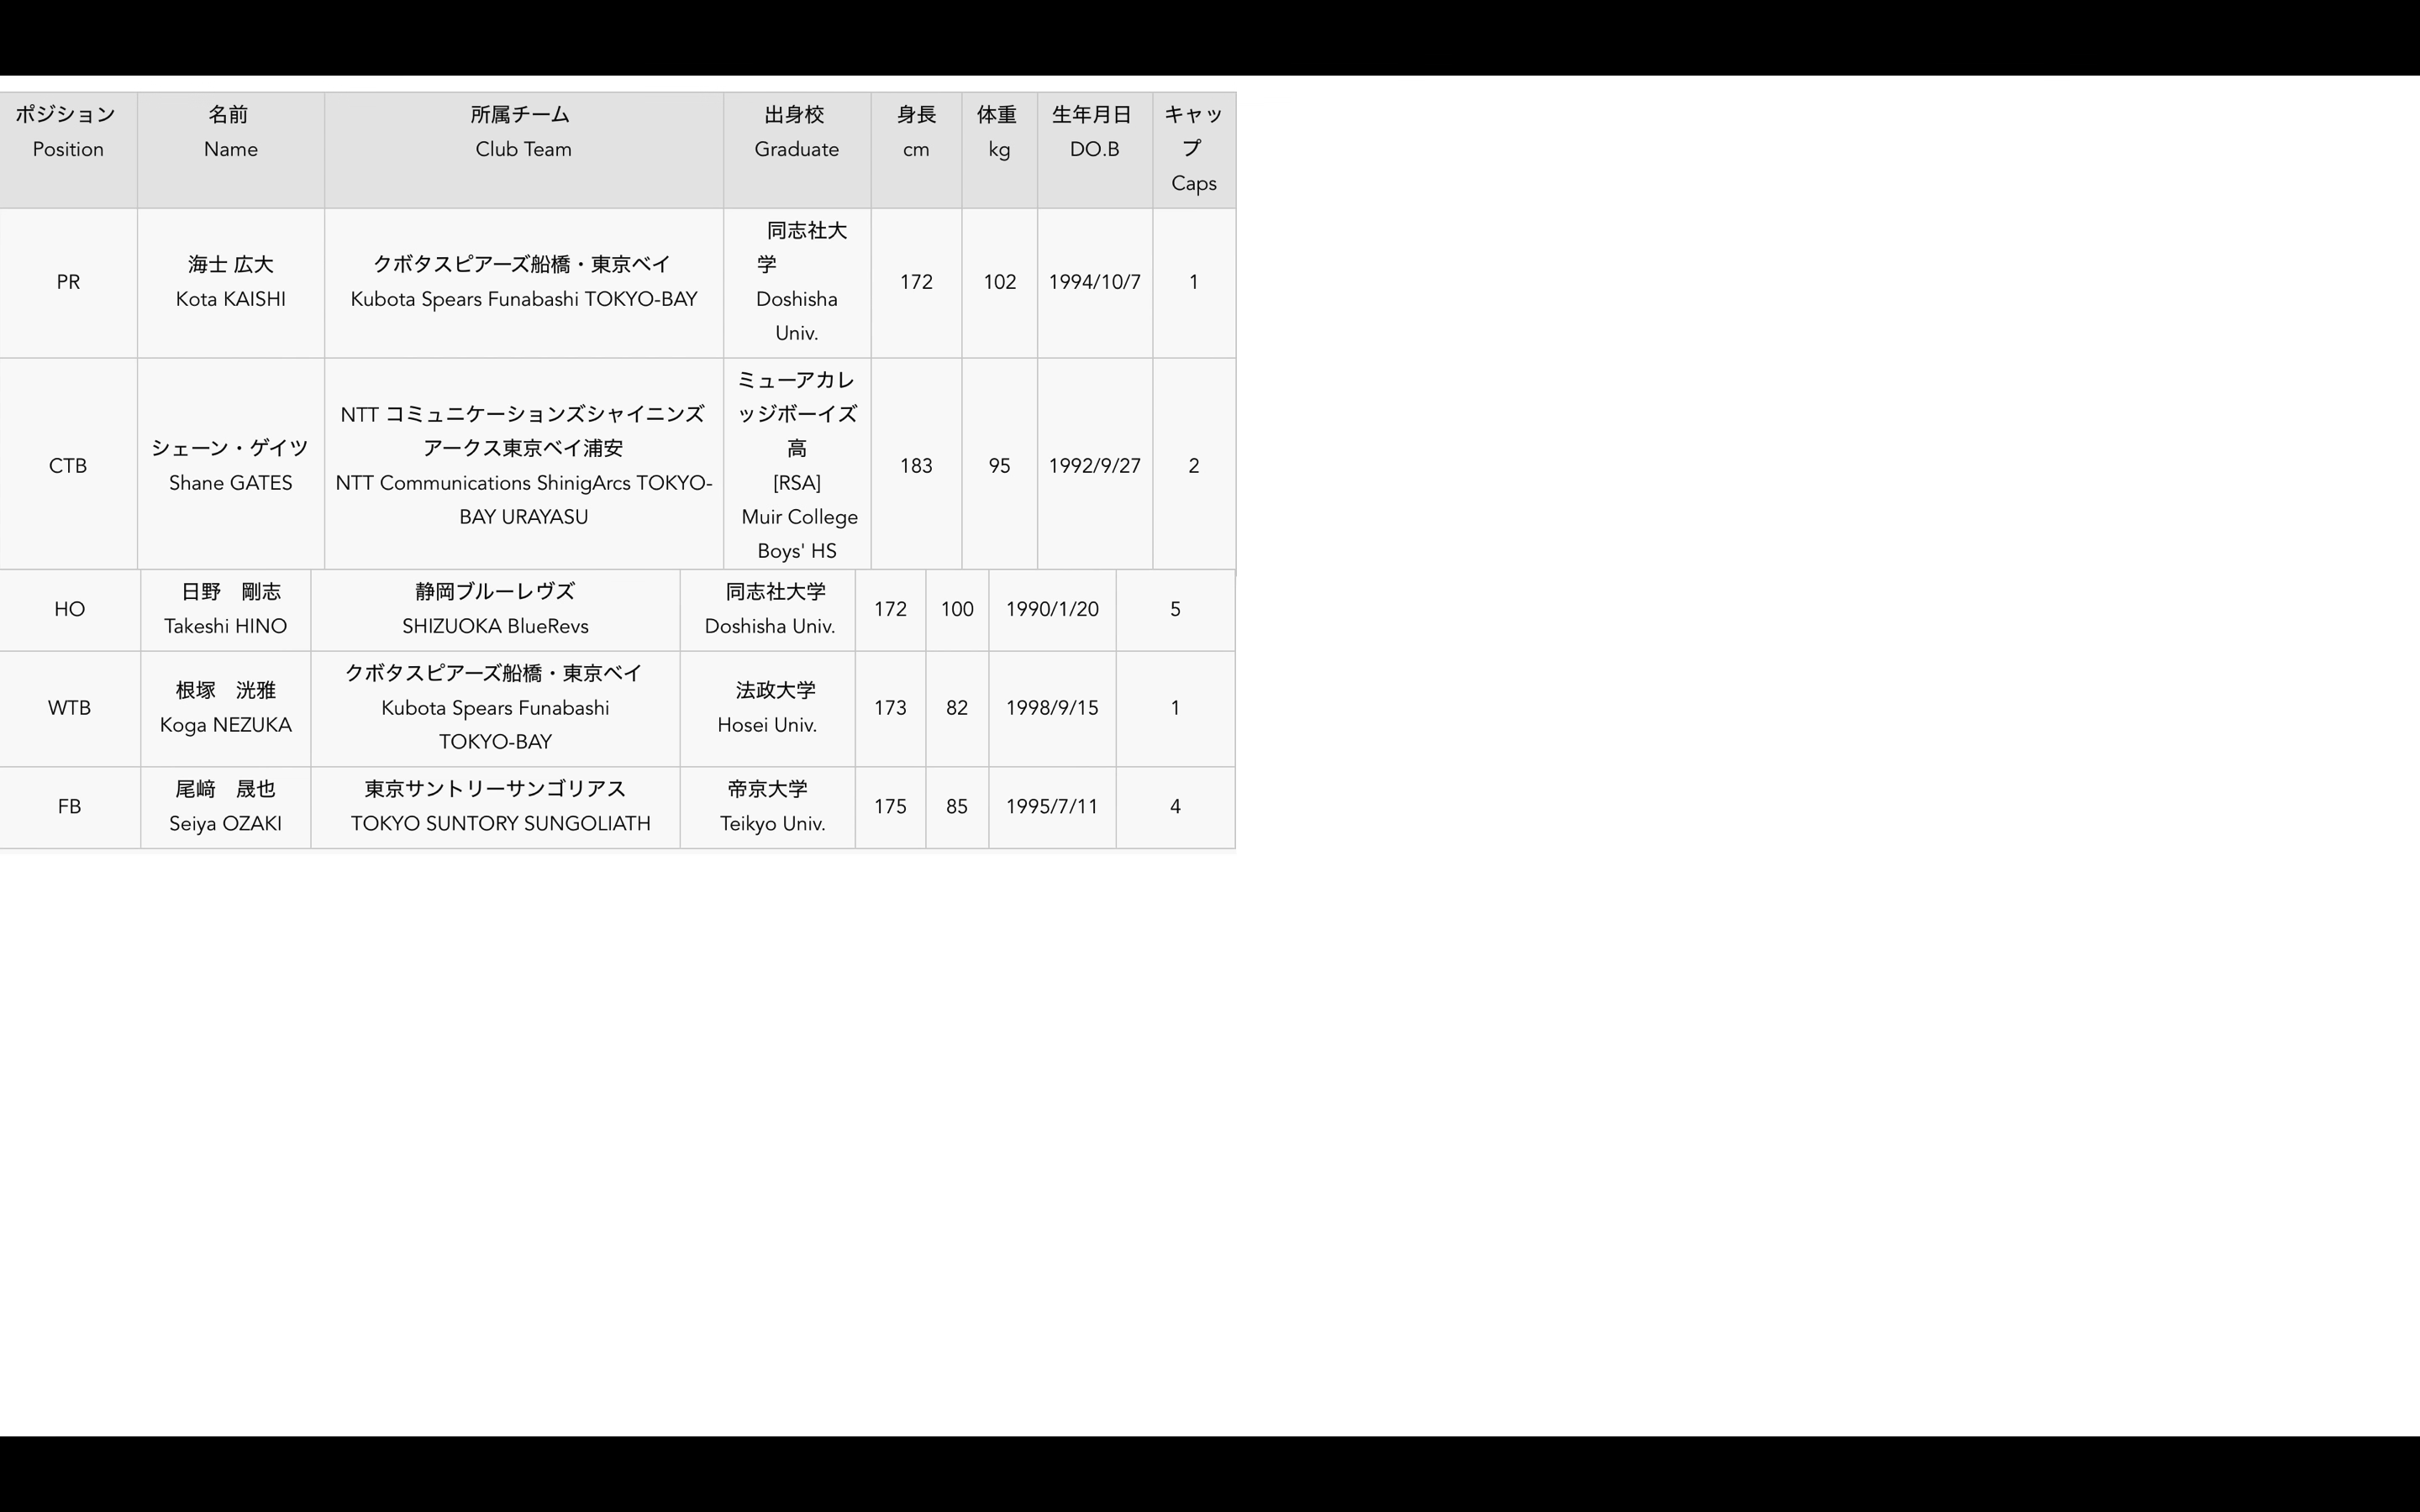 ポジション
Position
名前
Name
所属チーム
Club Team
出身校
Graduate
身長
cm
体重
kg
生年月日
DO.B
キャッ
プ
Caps
PR
海士 広大
Kota KAISHI
クボタスピアーズ船橋・東京ベイ
Kubota Spears Funabashi TOKYO-BAY
同志社大
学
Doshisha
Univ.
172
102
1994/10/7
1
CTB
シェーン・ゲイツ
Shane GATES
NTT コミュニケーションズシャイニンズ
アークス東京ベイ浦安
NTT Communications ShinigArcs TOKYO-
BAY URAYASU
ミューアカレ
ッジボーイズ
高
[RSA]
Muir College
Boys' HS
183
95
1992/9/27
2
HO
日野　剛志
Takeshi HINO
静岡ブルーレヴズ
SHIZUOKA BlueRevs
同志社大学
Doshisha Univ.
172
100
1990/1/20
5
WTB
根塚　洸雅
Koga NEZUKA
クボタスピアーズ船橋・東京ベイ
Kubota Spears Funabashi
TOKYO-BAY
法政大学
Hosei Univ.
173
82
1998/9/15
1
FB
尾﨑　晟也
Seiya OZAKI
東京サントリーサンゴリアス
TOKYO SUNTORY SUNGOLIATH
帝京大学
Teikyo Univ.
175
85
1995/7/11
4